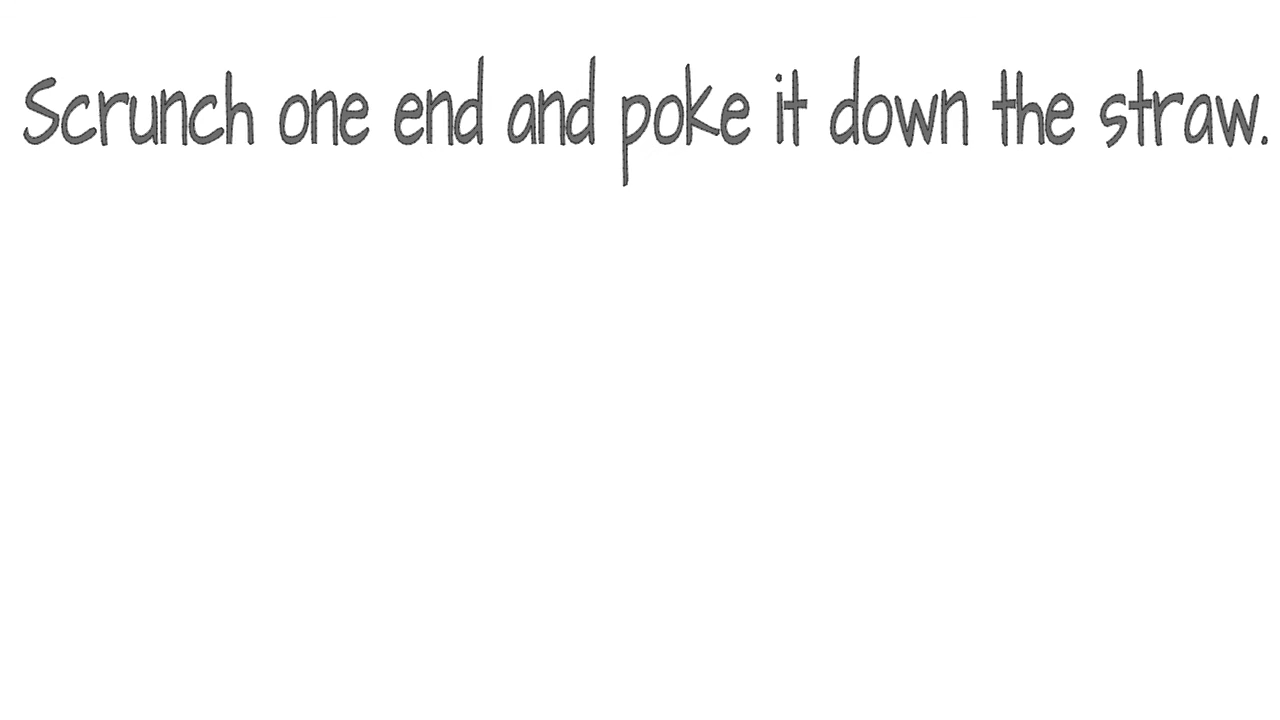 Scrunch one end and poke it down the straw.